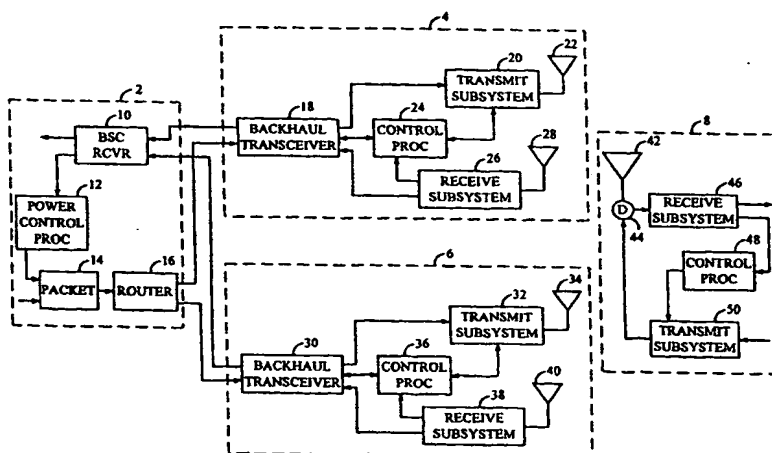 2
10
BSC
RCVR
12
POWER
CONTROL
PROC
14
PACKET
16
ROUTER
4
18
BACKHAUL
TRANSCEIVER
20
TRANSMIT
SUBSYSTEM
22
24
CONTROL
PROC
26
RECEIVE
SUBSYSTEM
28
6
30
BACKHAUL
TRANSCEIVER
32
TRANSMIT
SUBSYSTEM
34
36
CONTROL
PROC
38
RECEIVE
SUBSYSTEM
40
8
42
D
44
46
RECEIVE
SUBSYSTEM
48
CONTROL
PROC
50
TRANSMIT
SUBSYSTEM